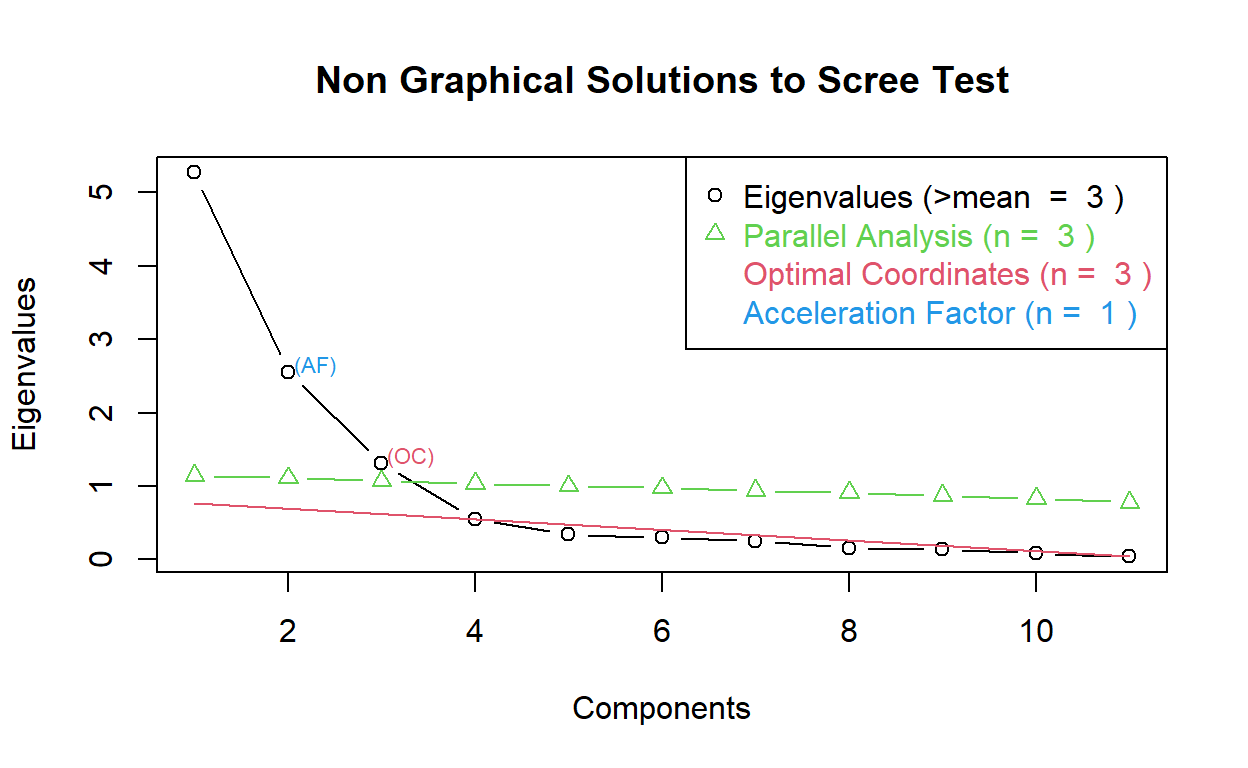 Non Graphical Solutions to Scree Test
Eigenvalues (>mean  =  3 )
Parallel Analysis (n =  3 )
Optimal Coordinates (n =  3 )
Acceleration Factor (n =  1 )
5
4
3
2
1
0
Eigenvalues
(AF)
(OC)
2 4 6 8 10
Components